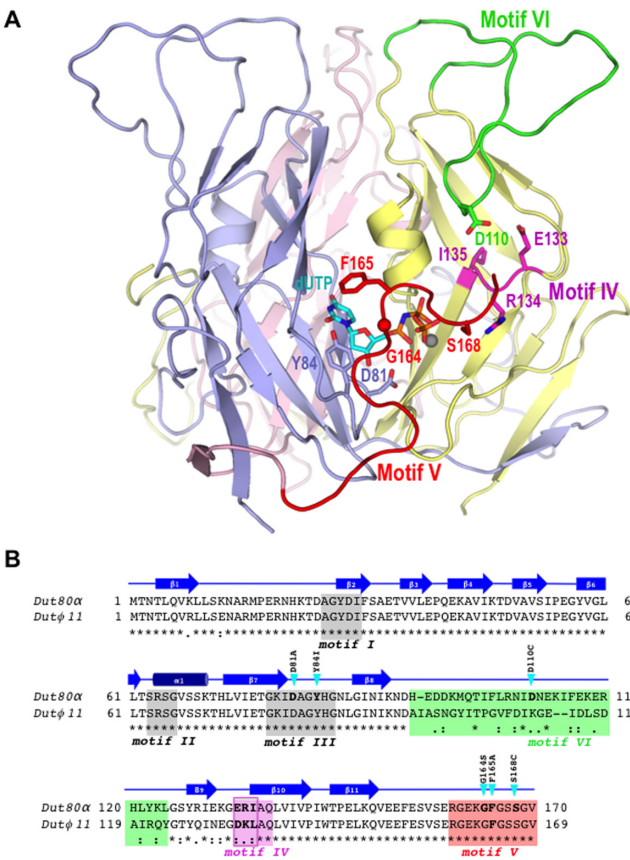 A
Motif VI
D110
E133
I135
F165
dUTP
Motif IV
R134
S168
G164
Y84
D81
Motif V
B
β1 β2 β3 β4 β5 β6
Dut80α 1 MTNTLQVKLLSKNARMPERNHKTDAGYDIFSAETVVLEPQEKAVIKTDVAVSIPEGYVGL 6
Dutϕ11 1 MTNTLQVRLLSENARMPERNHKTDAGYDIFSAETVVLEPQEKAVIKTDVAVSIPEGYVGL 6
*******.***:************************************************
motif I
D81A Y84I D110C
α1 β7 β8
Dut80α 61 LTSRSGVSSKTHLVIETGKIDAGYHGNLGINIKNDH-EDDKMQTIFLRNIDNEKIFEKER 11
Dutϕ11 61 LTSRSGVSSKTHLVIETGKIDAGYHGNLGINIKNDAIASNGYITPGVFDIKGE--IDLSD 11
motif II motif III motif VI
G164S F165A S168C
β9 β10 β11
Dut80α 120 HLYKLGSYRIEKGERIAQLVIVPIWTPELKQVEEFESVSERGEKGFGSSGV 170
Dutϕ11 119 AIRQYGTYQINEGDKLAQLVIVPIWTPELKQVEEFESVSERGEKGFGSSGV 169
motif IV motif V